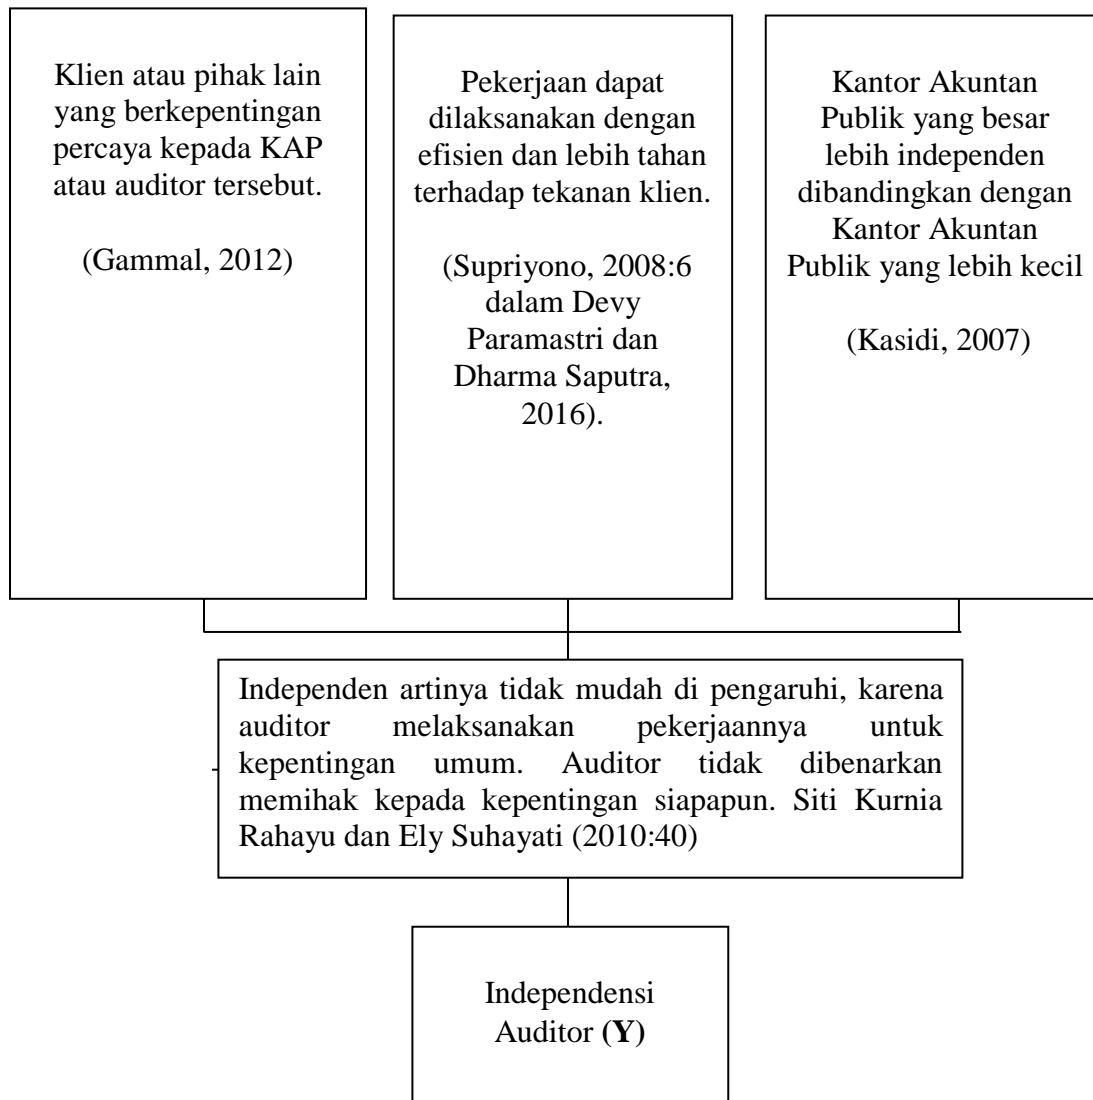 Klien atau pihak lain
yang berkepentingan
percaya kepada KAP
atau auditor tersebut.
(Gammal, 2012)
Pekerjaan dapat
dilaksanakan dengan
efisien dan lebih tahan
terhadap tekanan klien.
(Supriyono, 2008:6
dalam Devy
Paramastri dan
Dharma Saputra,
2016).
Kantor Akuntan
Publik yang besar
lebih independen
dibandingkan dengan
Kantor Akuntan
Publik yang lebih kecil
(Kasidi, 2007)
Independen artinya tidak mudah di pengaruhi, karena
auditor melaksanakan pekerjaannya untuk
kepentingan umum. Auditor tidak dibenarkan
memihak kepada kepentingan siapapun. Siti Kurnia
Rahayu dan Ely Suhayati (2010:40)
Independensi
Auditor (Y)